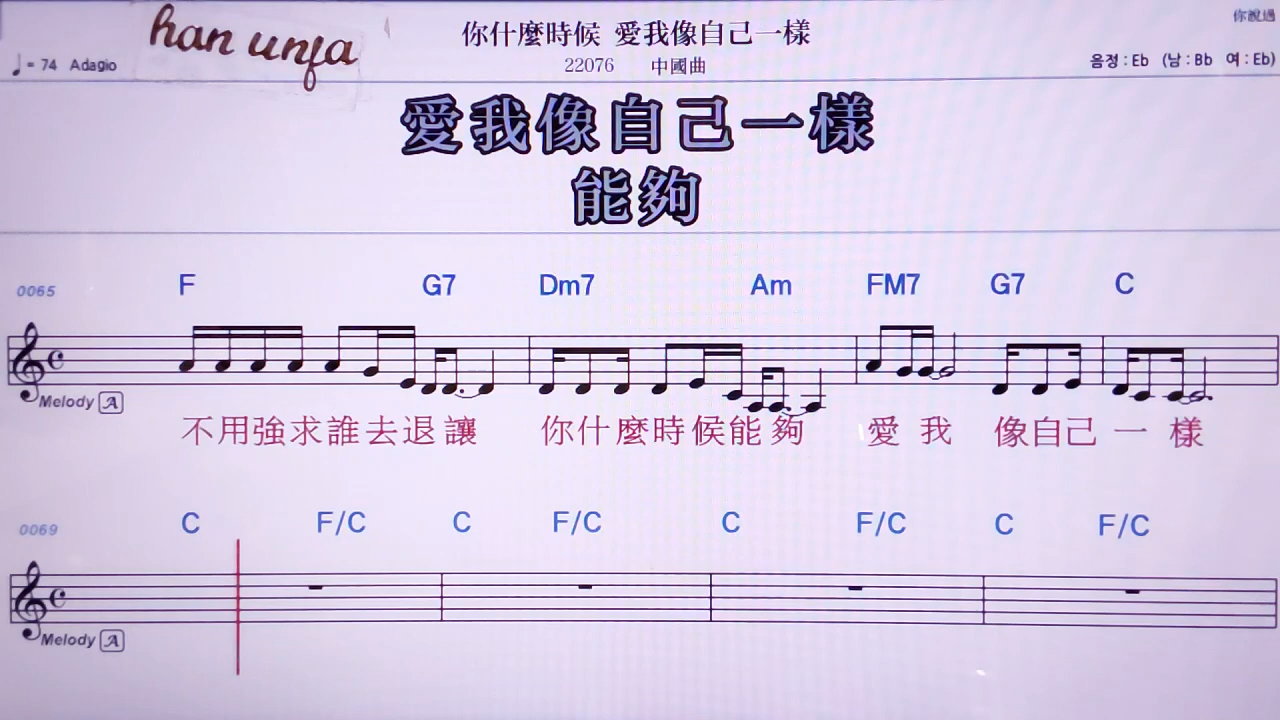 han unfa
你什麼時候 愛我像自己一樣
你說過
♩= 74 Adagio
22076 中國曲
음정 : Eb (남 : Bb 여 : Eb)
愛我像自己一樣
能夠
0065 F G7 Dm7 Am FM7 G7 C
Melody A
不用強求誰去退讓 你什麼時候能夠 愛我 像自己一樣
0069 C F/C C F/C C F/C C F/C
Melody A